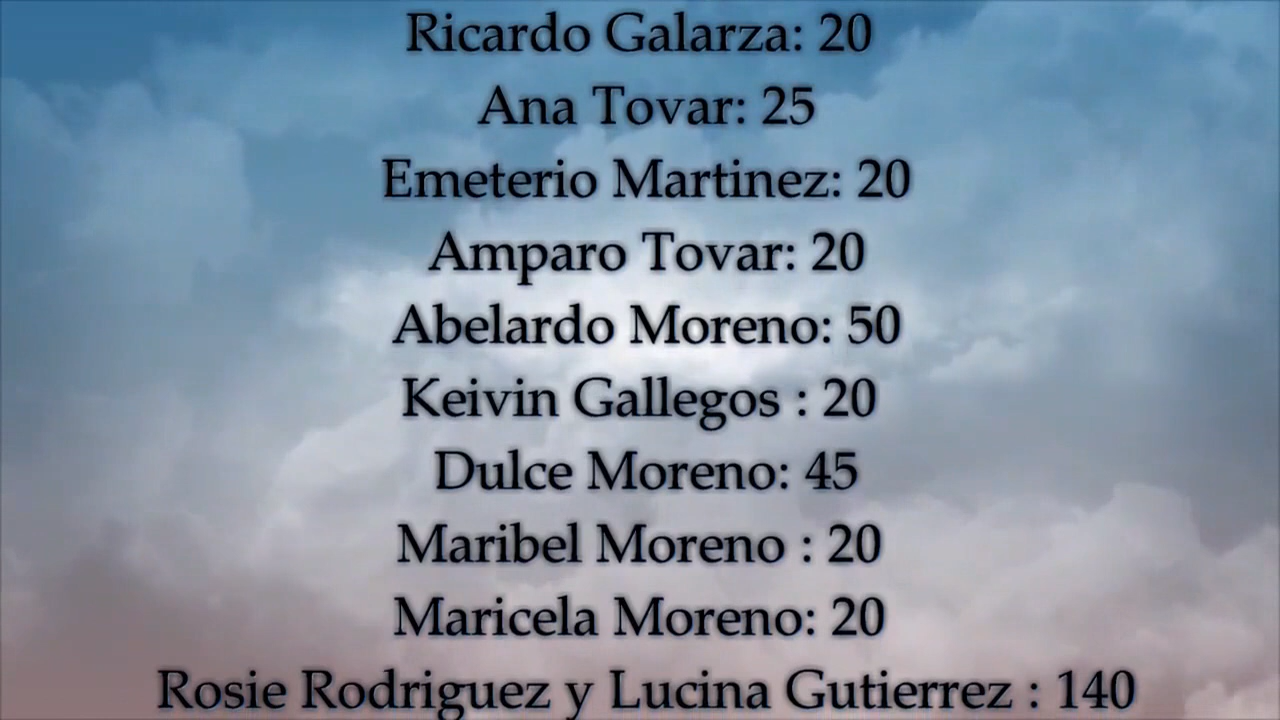 Ricardo Galarza: 20
Ana Tovar: 25
Emeterio Martinez: 20
Amparo Tovar: 20
Abelardo Moreno: 50
Keivin Gallegos : 20
Dulce Moreno: 45
Maribel Moreno : 20
Maricela Moreno: 20
Rosie Rodriguez y Lucina Gutierrez : 140